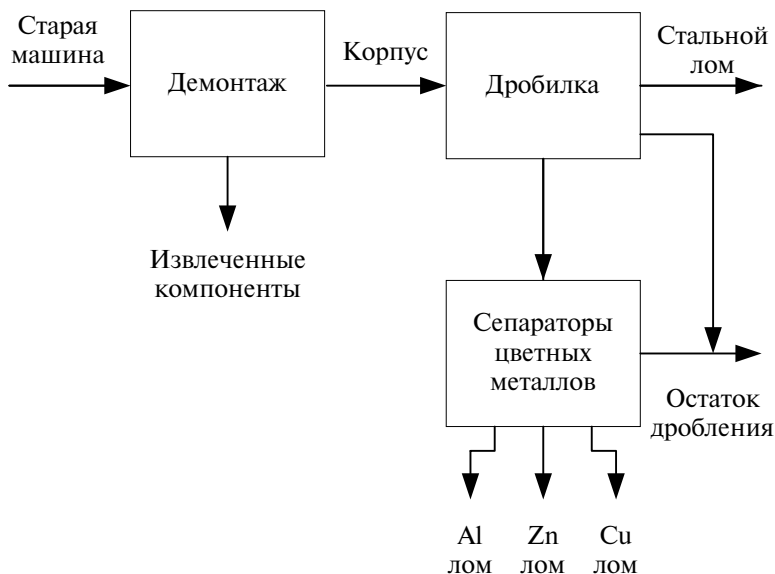 Старая
машина
Демонтаж
Корпус
Дробилка
Стальной
лом
Извлеченные
компоненты
Сепараторы
цветных
металлов
Остаток
дробления
Al
лом
Zn
лом
Cu
лом